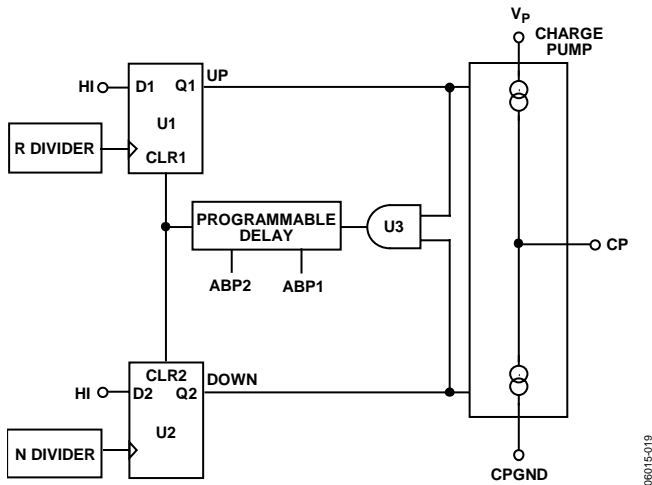 VP
CHARGE
PUMP
UP
HI
D1 Q1
U1
R DIVIDER
CLR1
PROGRAMMABLE
DELAY
U3
CP
ABP2 ABP1
CLR2
DOWN
HI
D2 Q2
U2
N DIVIDER
CPGND
06015-019